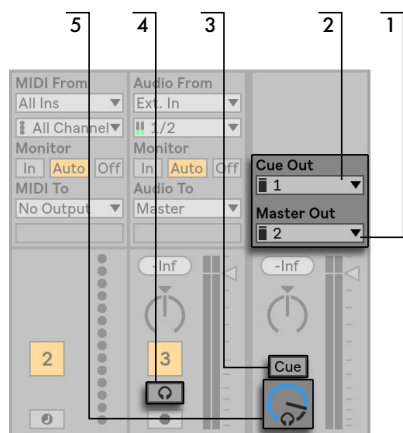 5 4 3 2 1
MIDI From Audio From
All Ins Ext. In
All Channel 1/2
Monitor Monitor
In Auto Off In Auto Off
Cue Out
1
MIDI To Audio To
No Output Master
Master Out
2
-Inf -Inf
2 3
Cue